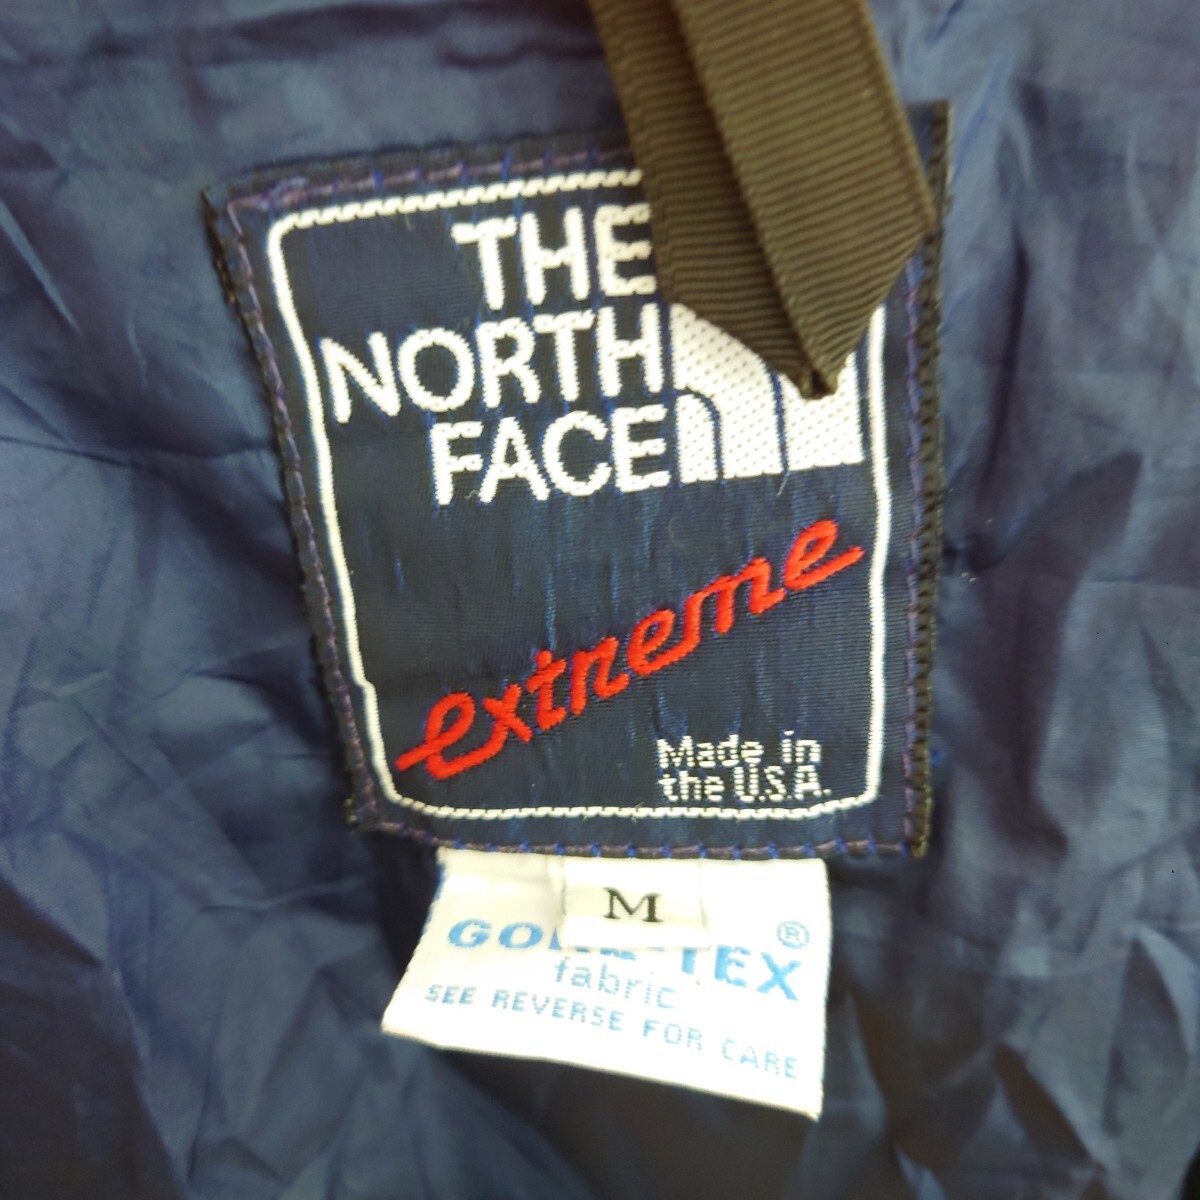 THE
NORTH
FACE
extreme
Made in
the U.S.A.
M
GORE-TEX®
fabric
SEE REVERSE FOR CARE